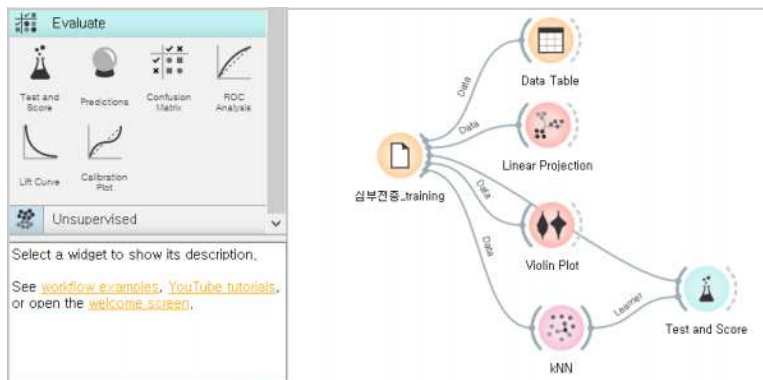 Evaluate
Test and
Score
Predictions
Confusion
Matrix
ROC
Analysis
Lift Curve
Calibration
Plot
Unsupervised
Select a widget to show its description.
See workflow examples, YouTube tutorials,
or open the welcome screen.
Data
Data Table
Data
Linear Projection
심부전증_training
Data
Violin Plot
Data
Learner
Test and Score
kNN